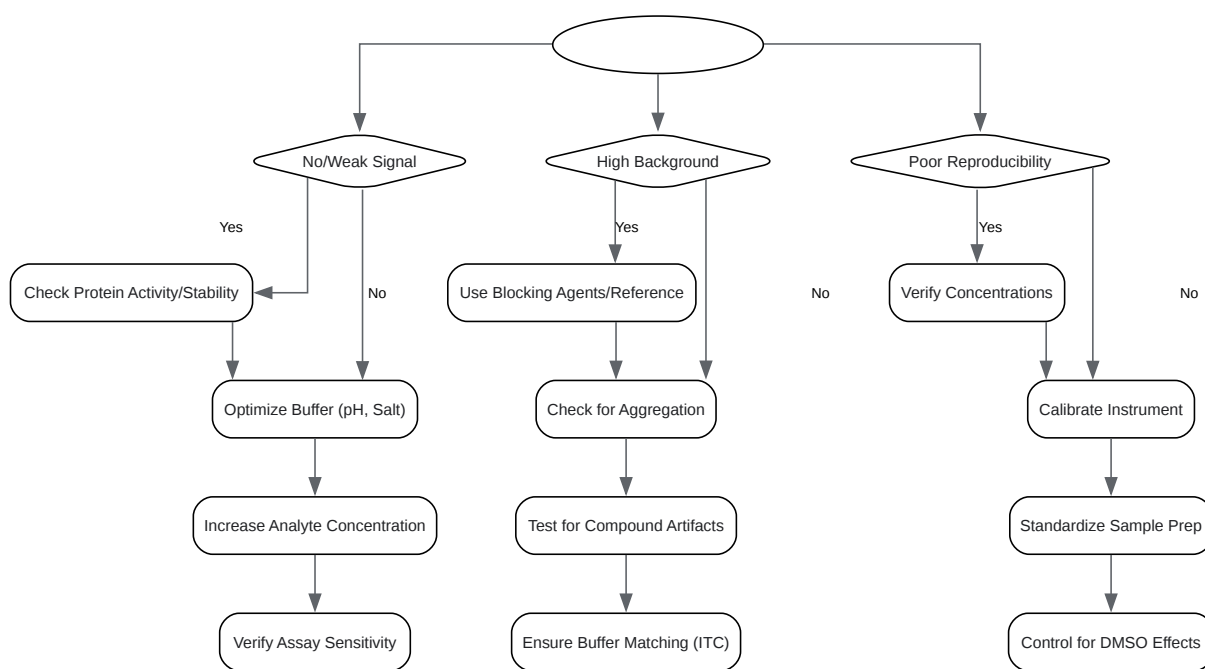 No/Weak Signal
High Background
Poor Reproducibility
Yes
Yes
Yes
Check Protein Activity/Stability
No
Use Blocking Agents/Reference
No
Verify Concentrations
No
Optimize Buffer (pH, Salt)
Check for Aggregation
Calibrate Instrument
Increase Analyte Concentration
Test for Compound Artifacts
Standardize Sample Prep
Verify Assay Sensitivity
Ensure Buffer Matching (ITC)
Control for DMSO Effects